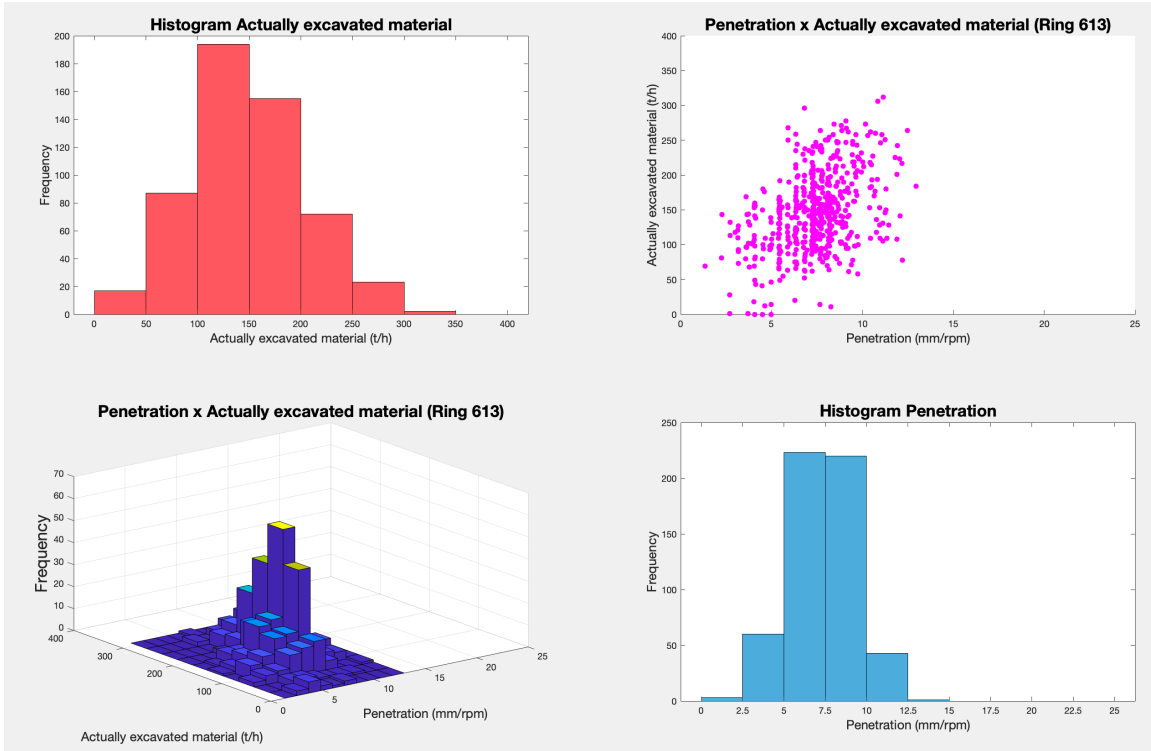 Histogram Actually excavated material
200
180
160
140
120
100
80
60
40
20
0
Frequency
0 50 100 150 200 250 300 350 400
Actually excavated material (t/h)
Penetration x Actually excavated material (Ring 613)
400
350
300
250
200
150
100
50
0
Actually excavated material (t/h)
0 5 10 15 20 25
Penetration (mm/rpm)
Penetration x Actually excavated material (Ring 613)
70
60
50
40
30
20
10
0
Frequency
400
300
200
100
0
0
5
10
15
20
25
Penetration (mm/rpm)
Actually excavated material (t/h)
Histogram Penetration
250
200
150
100
50
0
Frequency
0 2.5 5 7.5 10 12.5 15 17.5 20 22.5 25
Penetration (mm/rpm)